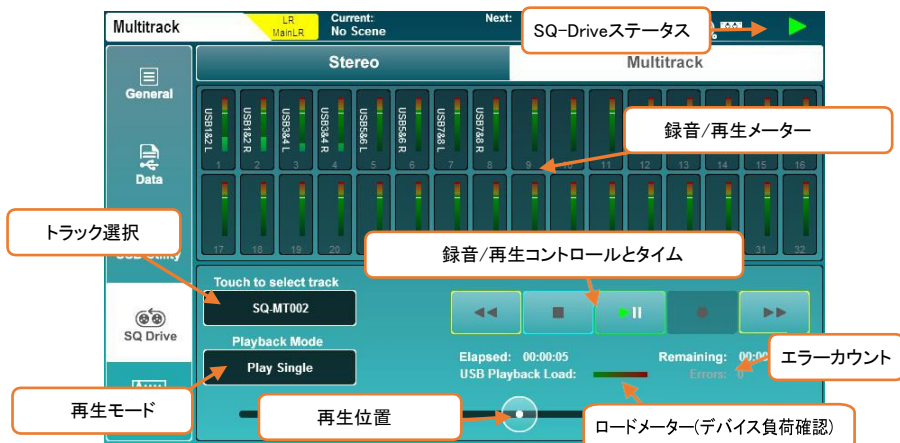 Multitrack
LR
MainLR
Current:
No Scene
Next:
SQ-Driveステータス
Stereo
Multitrack
General
Data
USB Utility
SQ Drive
USB1&2 L
USB1&2 R
USB3&4 L
USB3&4 R
USB5&6 L
USB5&6 R
USB7&8 L
USB7&8 R
録音/再生メーター
1 2 3 4 5 6 7 8 9 10 11 12 13 14 15 16
トラック選択
録音/再生コントロールとタイム
17 18 19 20 31 32
Touch to select track
SQ-MT002
Playback Mode
Play Single
Elapsed: 00:00:05
Remaining: 00:00
USB Playback Load:
Errors: 0
エラーカウント
再生モード
再生位置
ロードメーター(デバイス負荷確認)